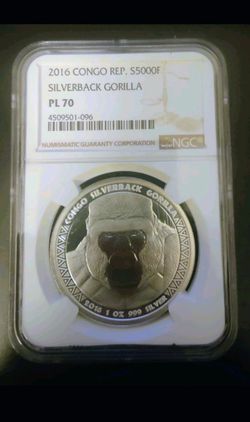 2016 CONGO REP. S5000F
SILVERBACK GORILLA
PL 70
4509501-096
NUMISMATIC GUARANTY CORPORATION
NGC
CONGO SILVERBACK GORILLA
2016 1 OZ 999 SILVER